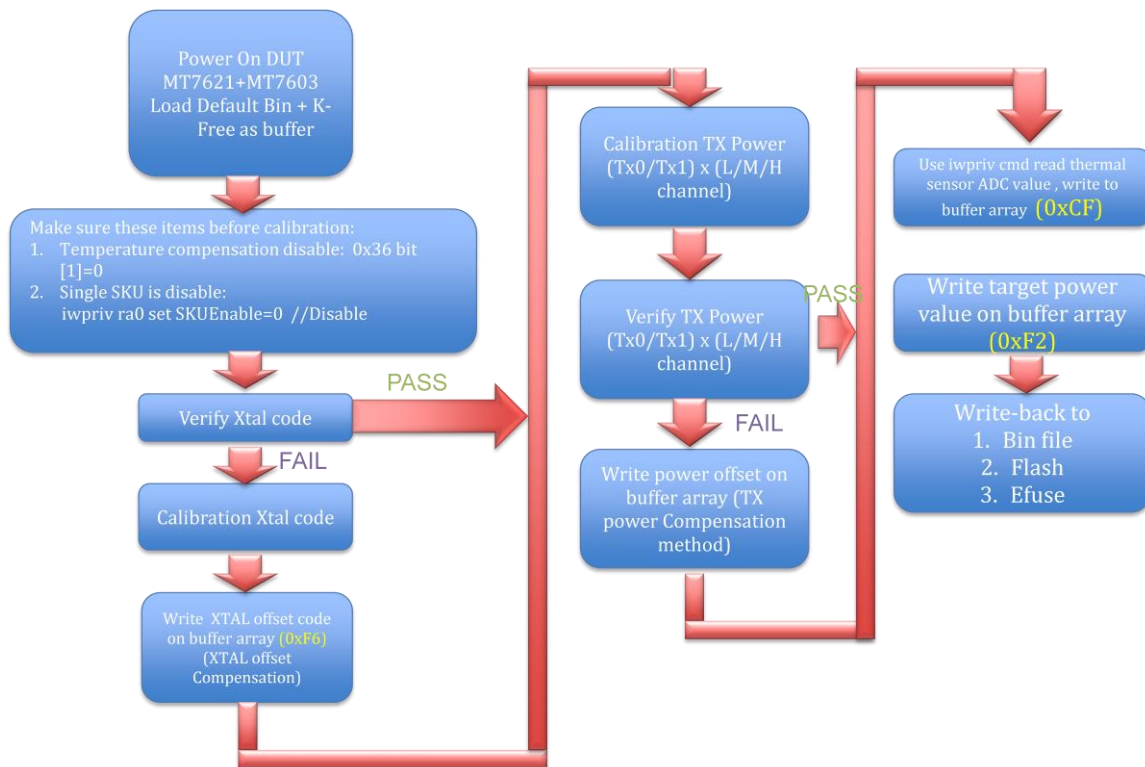 Power On DUT
MT7621+MT7603
Load Default Bin + K-
Free as buffer
Make sure these items before calibration:
1. Temperature compensation disable: 0x36 bit
[1]=0
2. Single SKU is disable:
iwpriv ra0 set SKUEnable=0 //Disable
Verify Xtal code
PASS
FAIL
Calibration Xtal code
Write XTAL offset code
on buffer array (0xF6)
(XTAL offset
Compensation)
Calibration TX Power
(Tx0/Tx1) x (L/M/H
channel)
Verify TX Power
(Tx0/Tx1) x (L/M/H
channel)
PASS
FAIL
Write power offset on
buffer array (TX
power Compensation
method)
Use iwpriv cmd read thermal
sensor ADC value , write to
buffer array (0xCF)
Write target power
value on buffer array
(0xF2)
Write-back to
1. Bin file
2. Flash
3. Efuse